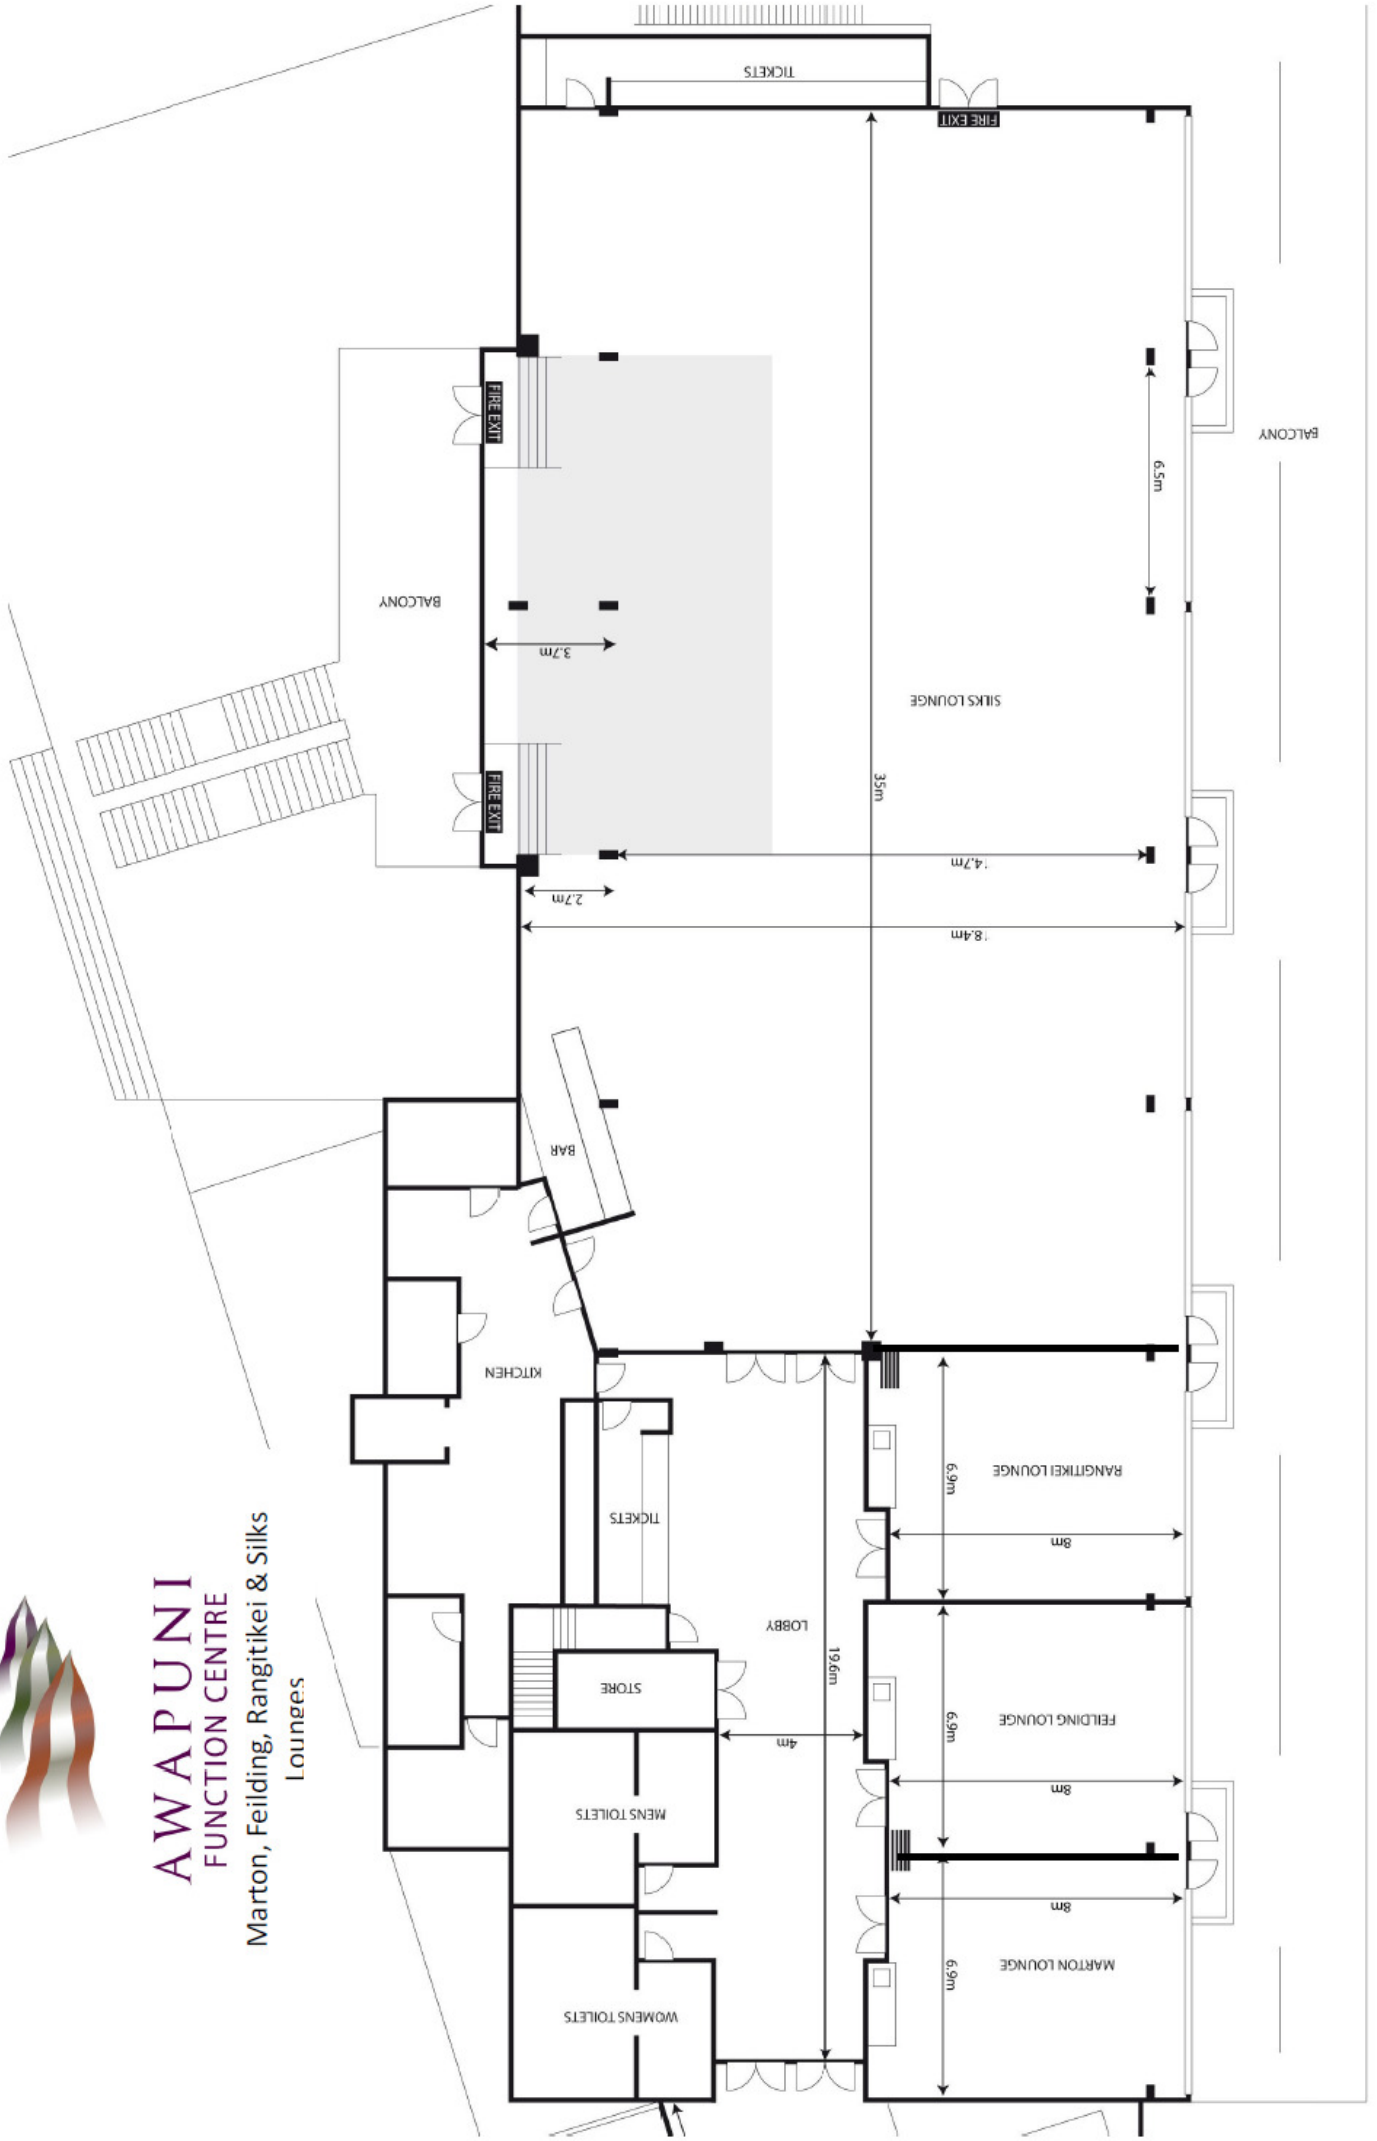 TICKETS
FIRE EXIT
FIRE EXIT
BALCONY
6.5m
BALCONY
3.7m
SILKS LOUNGE
35m
FIRE EXIT
14.7m
2.7m
18.4m
BAR
KITCHEN
RANGITIKEI LOUNGE
6.9m
8m
TICKETS
LOBBY
19.6m
STORE
4m
FEILDING LOUNGE
6.9m
8m
MENS TOILETS
8m
MARTON LOUNGE
6.9m
WOMENS TOILETS
AWAPUNI
FUNCTION CENTRE
Marton, Feilding, Rangitikei & Silks
Lounges